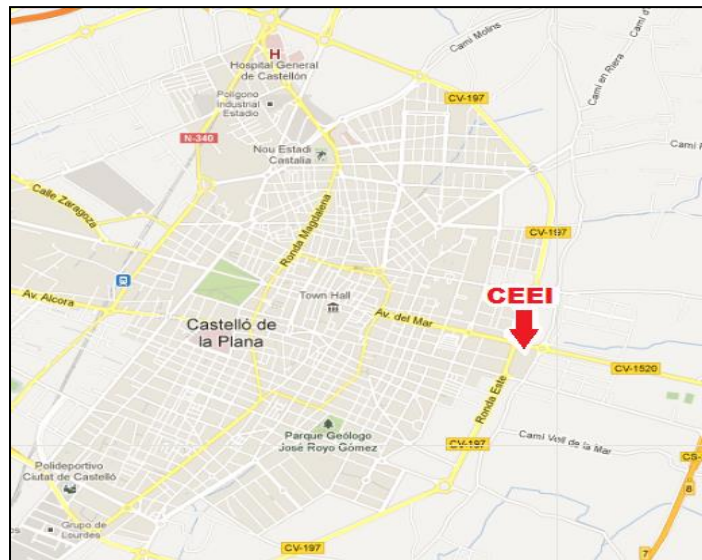 H
Hospital General
de Castellón
Camí Molins
Camí en Riera
Polígono
Industrial
Estadio
CV-197
N-340
Nou Estadi
Castalia
Calle Zaragoza
Ronda Magdalena
CV-197
CEEI
Town Hall
Av. Alcora
Av. del Mar
Castelló de
la Plana
CV-1520
Ronda Este
Parque Geólogo
José Royo Gómez
CV-197
Camí Voll de la Mar
Polideportivo
Ciutat de Castelló
8
Grupo de
Lourdes
CV-197
7